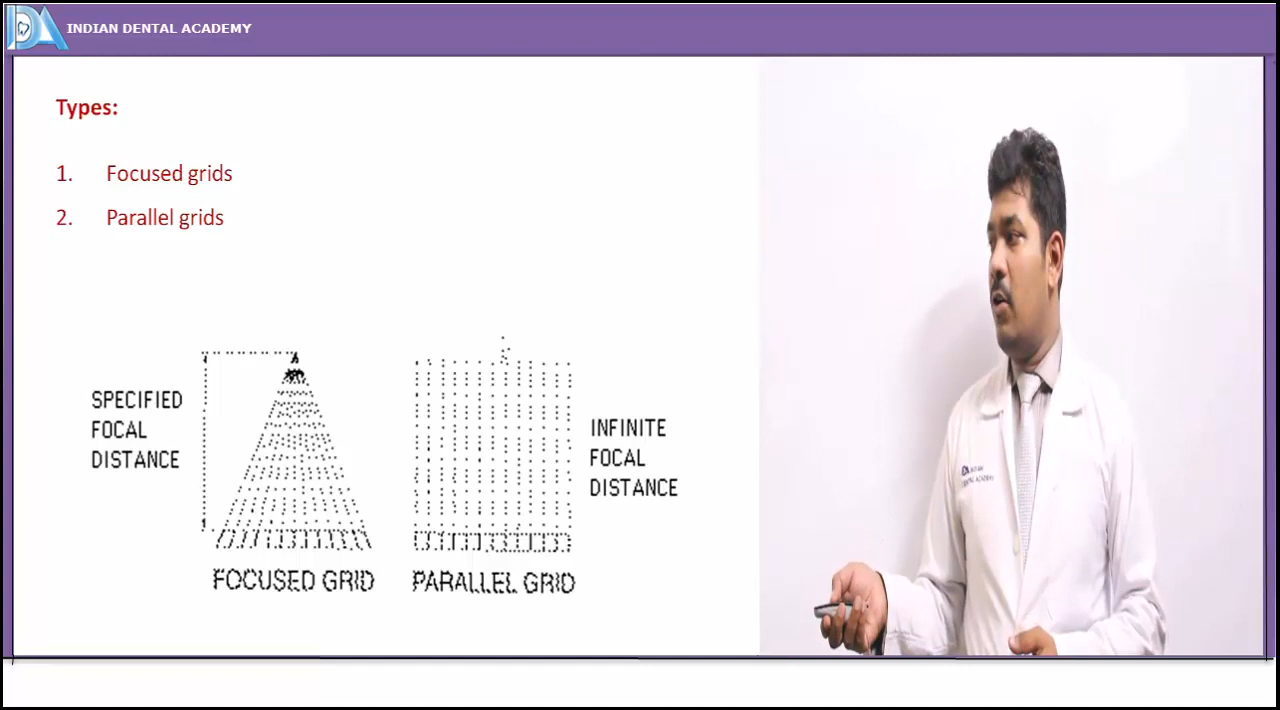 INDIAN DENTAL ACADEMY
Types:
1. Focused grids
2. Parallel grids
SPECIFIED
FOCAL
DISTANCE
INFINITE
FOCAL
DISTANCE
FOCUSED GRID
PARALLEL GRID